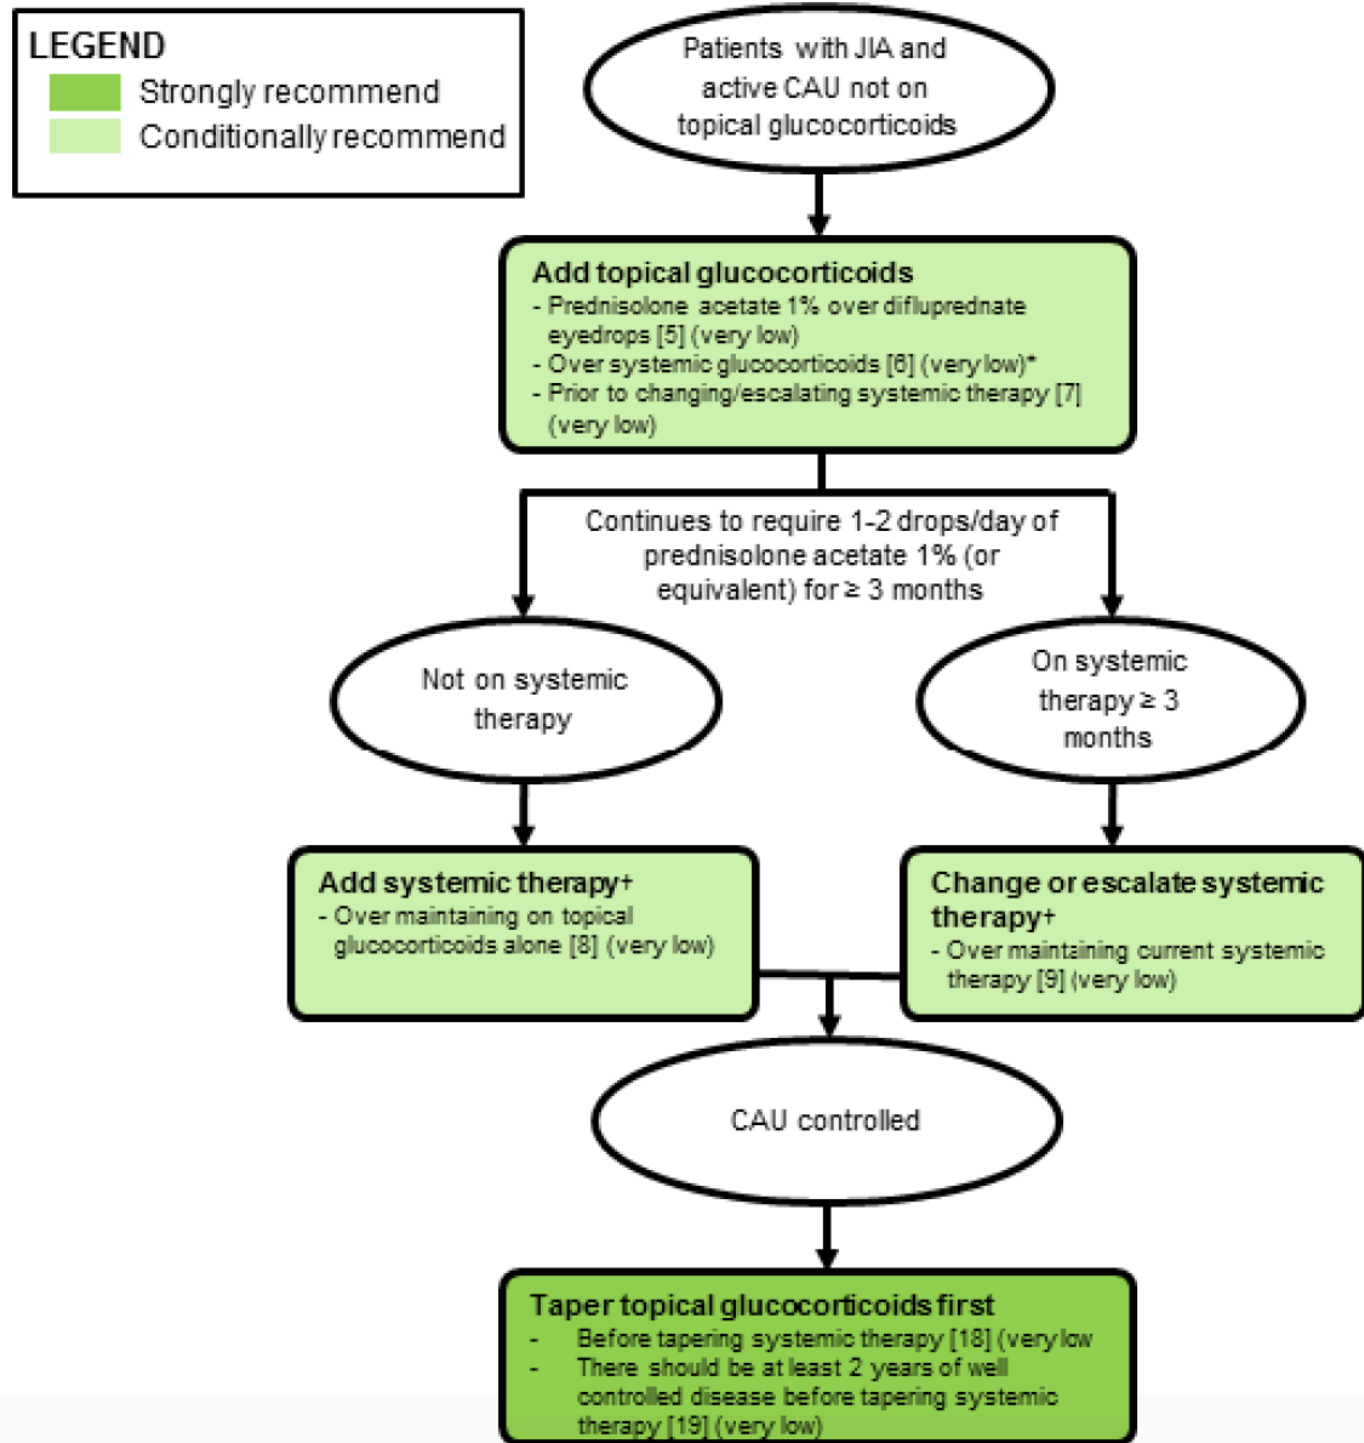 LEGEND
Strongly recommend
Conditionally recommend
Patients with JIA and
active CAU not on
topical glucocorticoids
Add topical glucocorticoids
- Prednisolone acetate 1% over difluprednate
eyedrops [5] (very low)
- Over systemic glucocorticoids [6] (very low)*
- Prior to changing/escalating systemic therapy [7]
(very low)
Continues to require 1-2 drops/day of
prednisolone acetate 1% (or
equivalent) for ≥ 3 months
Not on systemic
therapy
On systemic
therapy ≥ 3
months
Add systemic therapy+
- Over maintaining on topical
glucocorticoids alone [8] (very low)
Change or escalate systemic
therapy+
- Over maintaining current systemic
therapy [9] (very low)
CAU controlled
Taper topical glucocorticoids first
- Before tapering systemic therapy [18] (very low
- There should be at least 2 years of well
controlled disease before tapering systemic
therapy [19] (very low)